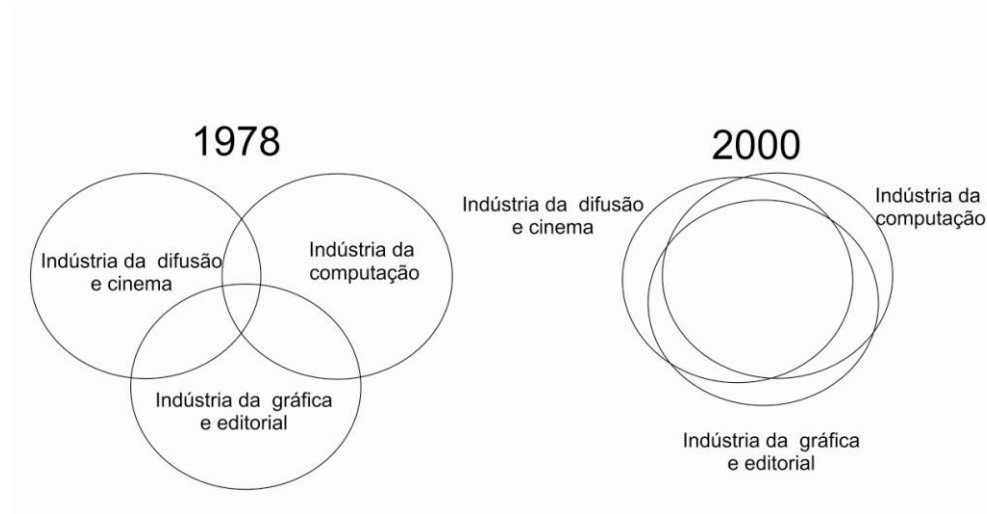 1978
Indústria da difusão
e cinema
Indústria da
computação
Indústria da gráfica
e editorial
2000
Indústria da difusão
e cinema
Indústria da
computação
Indústria da gráfica
e editorial